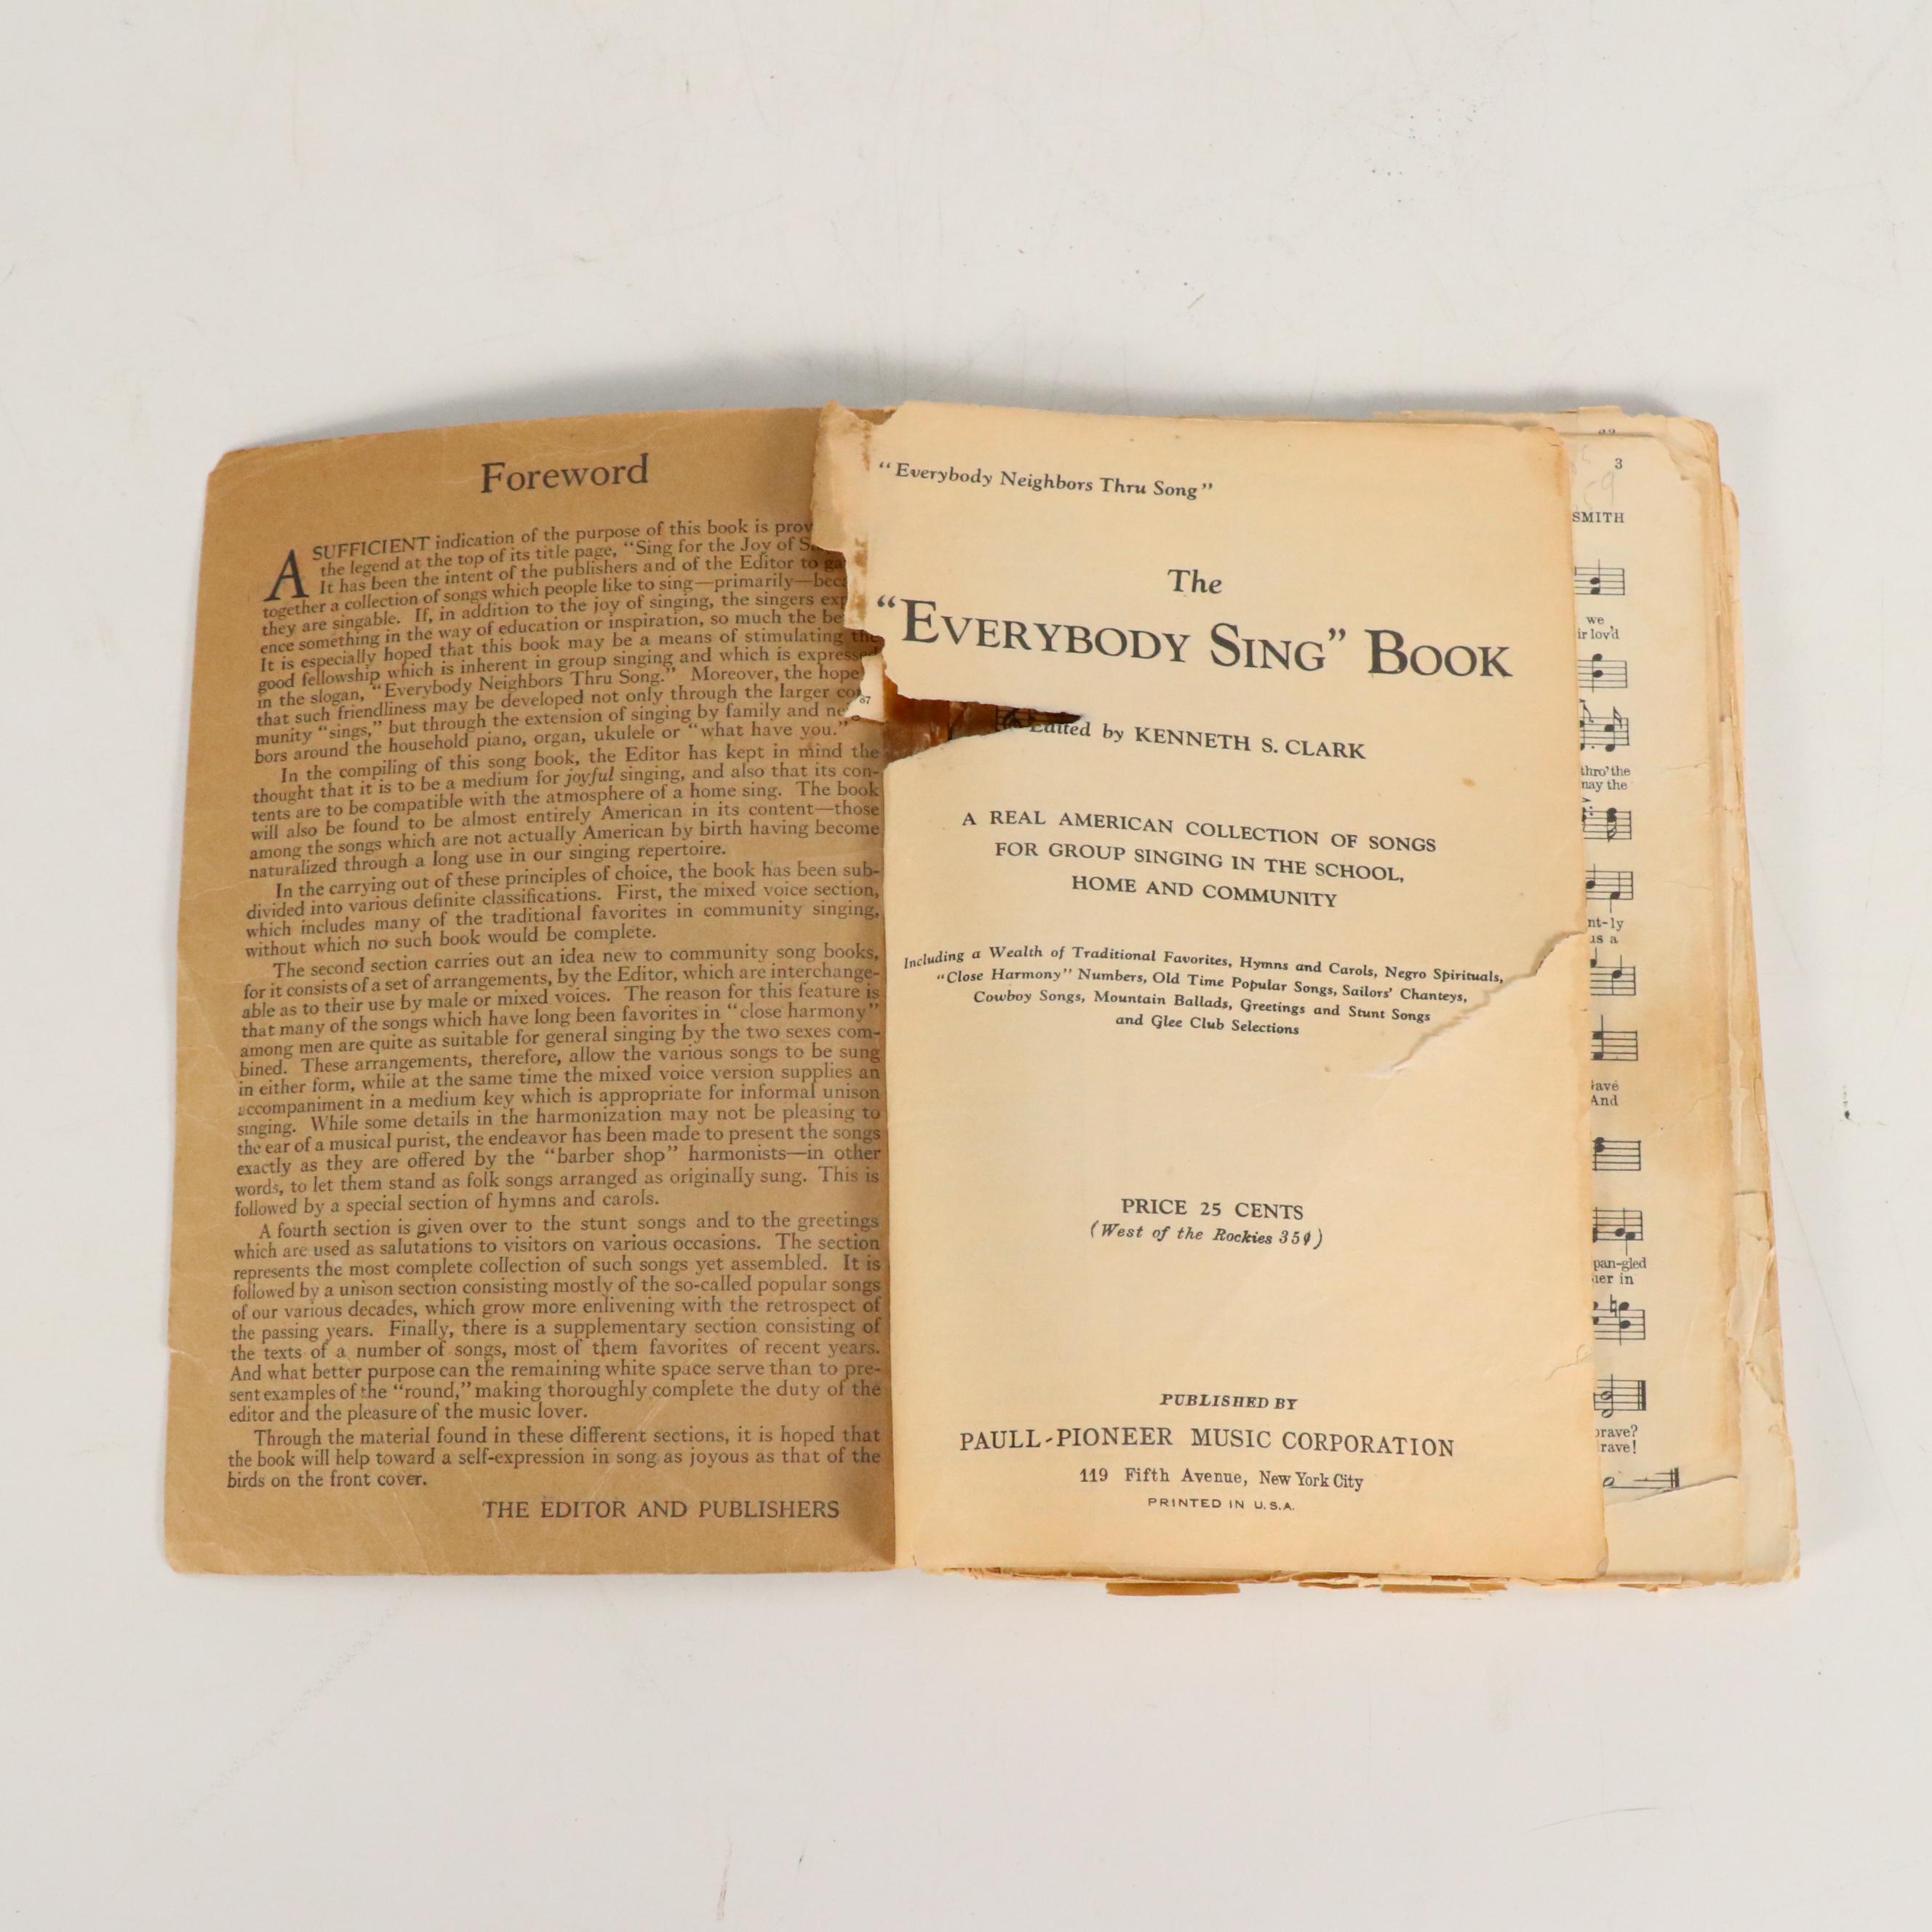 Foreword
A SUFFICIENT indication of the purpose of this book is prov
the legend at the top of its title page, "Sing for the Joy of S
It has been the intent of the publishers and of the Editor to ga
together a collection of songs which people like to sing—primarily—bec
they are singable. If, in addition to the joy of singing, the singers exp
ence something in the way of education or inspiration, so much the be
It is especially hoped that this book may be a means of stimulating the
good fellowship which is inherent in group singing and which is expressed
in the slogan, "Everybody Neighbors Thru Song." Moreover, the hope
that such friendliness may be developed not only through the larger co
munity "sings," but through the extension of singing by family and ne
bors around the household piano, organ, ukulele or "what have you."
In the compiling of this song book, the Editor has kept in mind the
thought that it is to be a medium for joyful singing, and also that its con-
tents are to be compatible with the atmosphere of a home sing. The book
will also be found to be almost entirely American in its content—those
among the songs which are not actually American by birth having become
naturalized through a long use in our singing repertoire.
In the carrying out of these principles of choice, the book has been sub-
divided into various definite classifications. First, the mixed voice section,
which includes many of the traditional favorites in community singing,
without which no such book would be complete.
The second section carries out an idea new to community song books,
for it consists of a set of arrangements, by the Editor, which are interchange-
able as to their use by male or mixed voices. The reason for this feature is
that many of the songs which have long been favorites in "close harmony"
among men are quite as suitable for general singing by the two sexes com-
bined. These arrangements, therefore, allow the various songs to be sung
in either form, while at the same time the mixed voice version supplies an
accompaniment in a medium key which is appropriate for informal unison
singing. While some details in the harmonization may not be pleasing to
the ear of a musical purist, the endeavor has been made to present the songs
exactly as they are offered by the "barber shop" harmonists—in other
words, to let them stand as folk songs arranged as originally sung. This is
followed by a special section of hymns and carols.
A fourth section is given over to the stunt songs and to the greetings
which are used as salutations to visitors on various occasions. The section
represents the most complete collection of such songs yet assembled. It is
followed by a unison section consisting mostly of the so-called popular songs
of our various decades, which grow more enlivening with the retrospect of
the passing years. Finally, there is a supplementary section consisting of
the texts of a number of songs, most of them favorites of recent years.
And what better purpose can the remaining white space serve than to pre-
sent examples of the "round," making thoroughly complete the duty of the
editor and the pleasure of the music lover.
Through the material found in these different sections, it is hoped that
the book will help toward a self-expression in song as joyous as that of the
birds on the front cover.
THE EDITOR AND PUBLISHERS
87
"Everybody Neighbors Thru Song"
The
"EVERYBODY SING" BOOK
Edited by KENNETH S. CLARK
A REAL AMERICAN COLLECTION OF SONGS
FOR GROUP SINGING IN THE SCHOOL,
HOME AND COMMUNITY
Including a Wealth of Traditional Favorites, Hymns and Carols, Negro Spirituals,
"Close Harmony" Numbers, Old Time Popular Songs, Sailors' Chanteys,
Cowboy Songs, Mountain Ballads, Greetings and Stunt Songs
and Glee Club Selections
PRICE 25 CENTS
(West of the Rockies 35¢)
PUBLISHED BY
PAULL-PIONEER MUSIC CORPORATION
119 Fifth Avenue, New York City
PRINTED IN U.S.A.
3
59
SMITH
we
ir lov'd
thro' the
nay the
nt-ly
us a
And
pan-gled
ner in
brave?
rave!